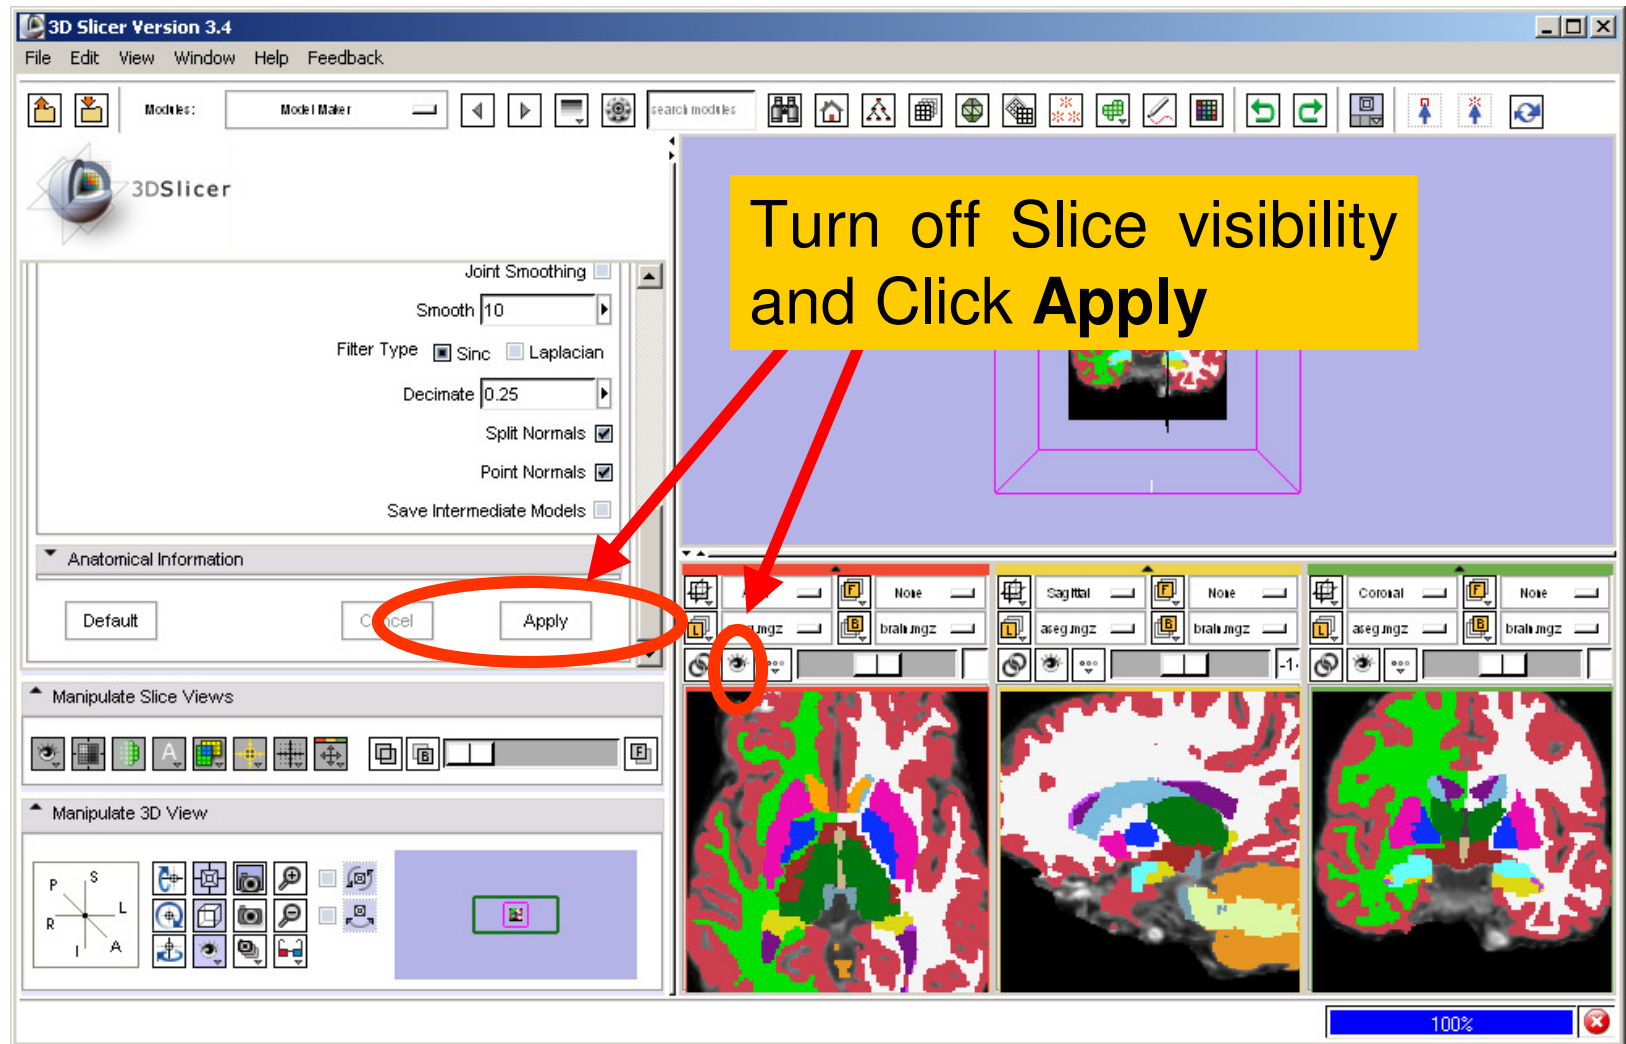 3D Slicer Version 3.4
File Edit View Window Help Feedback
Modules: Model Maker search modules
3DSlicer
Turn off Slice visibility
and Click Apply
Joint Smoothing
Smooth 10
Filter Type Sinc Laplacian
Decimate 0.25
Split Normals
Point Normals
Save Intermediate Models
Anatomical Information
Default Cancel Apply
None Sagittal None Coronal None
brain.mgz aseg.mgz brain.mgz aseg.mgz brain.mgz
Manipulate Slice Views
Manipulate 3D View
P S
R L
I A
100%